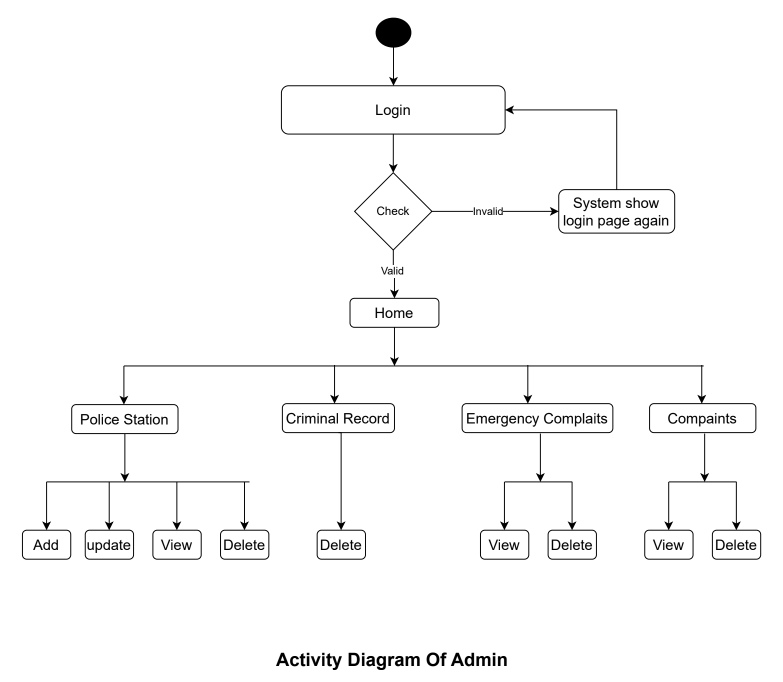 Login
Check
Invalid
System show
login page again
Valid
Home
Police Station
Criminal Record
Emergency Complaits
Compaints
Add
update
View
Delete
Delete
View
Delete
View
Delete
Activity Diagram Of Admin